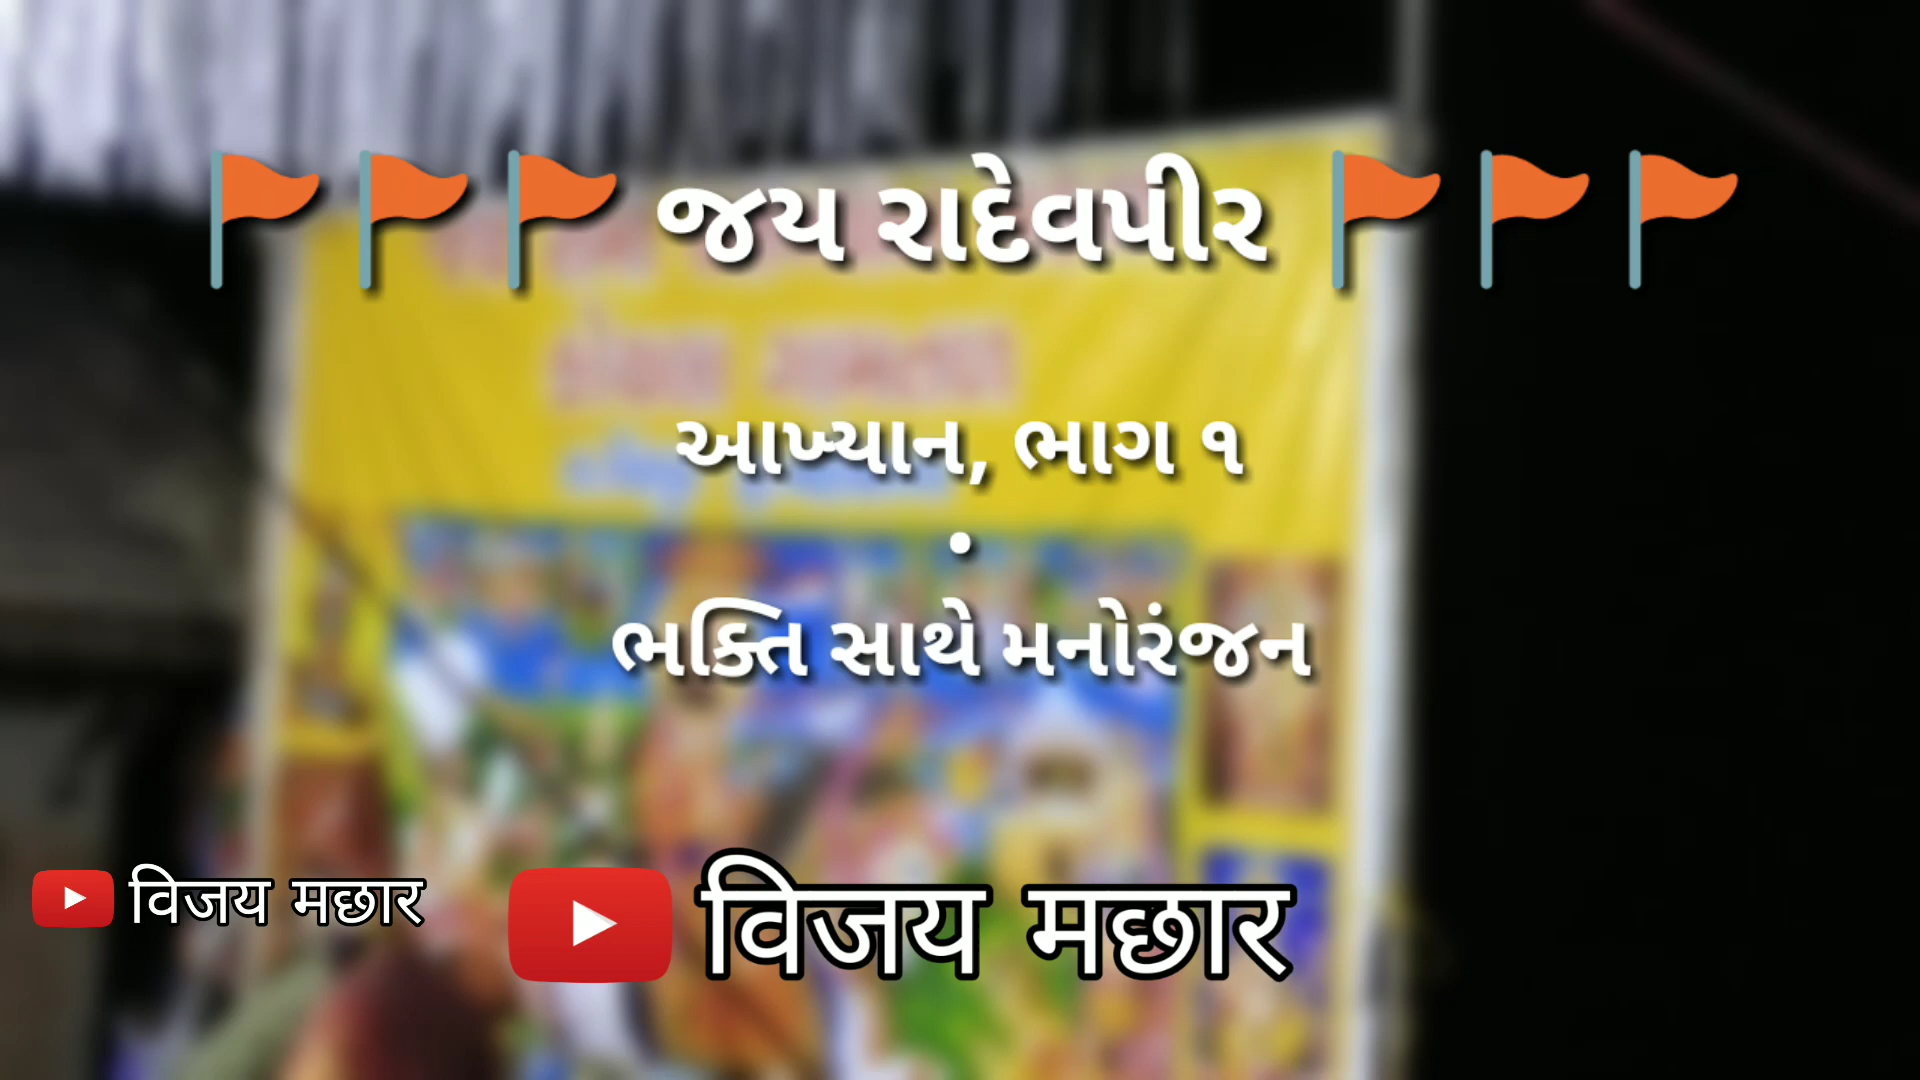 જય રાદેવપીર
આખ્યાન, ભાગ ૧
ભક્તિ સાથે મનોરંજન
विजय मछार
विजय मछार